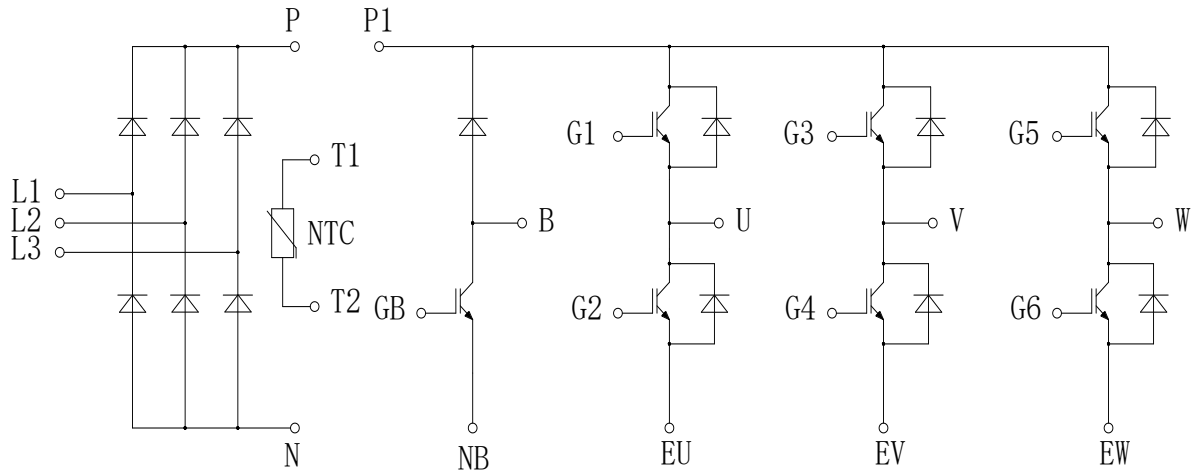 P P1
T1
G1 G3 G5
L1
L2 B U V W
NTC
L3
T2
GB G2 G4 G6
N NB EU EV EW